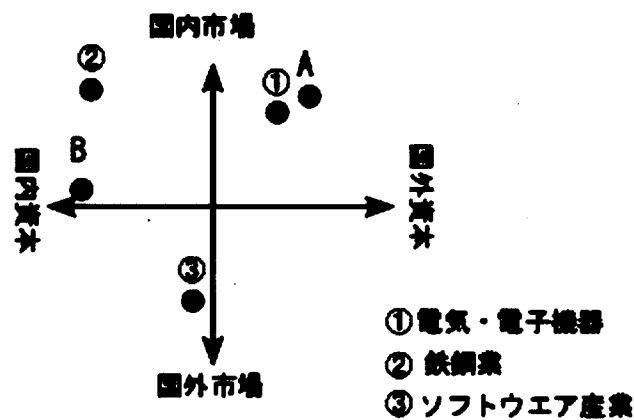 国内市場
②
①
A
B
国内資本
国外資本
③
国外市場
①電気・電子機器
② 鉄鋼業
③ソフトウエア産業